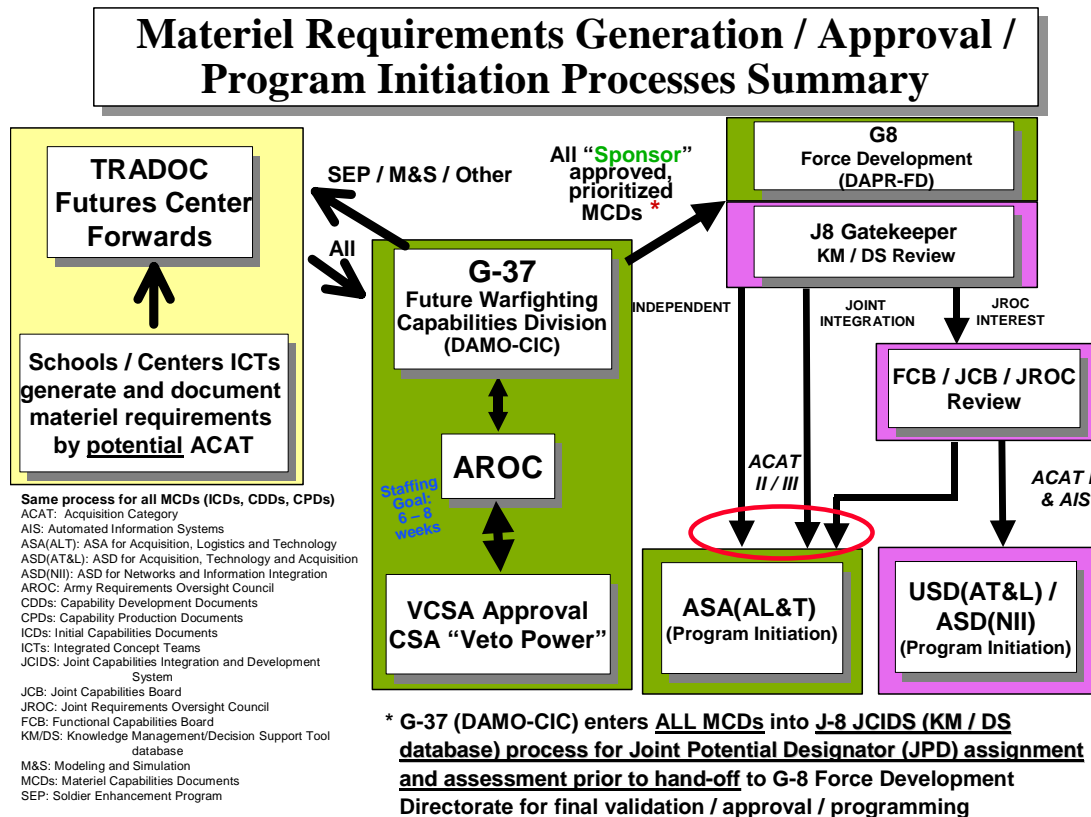 Materiel Requirements Generation / Approval /
Program Initiation Processes Summary
TRADOC
Futures Center
Forwards
Schools / Centers ICTs
generate and document
materiel requirements
by potential ACAT
SEP / M&S / Other
All
All “Sponsor”
approved,
prioritized
MCDs *
G-37
Future Warfighting
Capabilities Division
(DAMO-CIC)
AROC
Staffing
Goal:
6 – 8
weeks
VCSA Approval
CSA “Veto Power”
G8
Force Development
(DAPR-FD)
J8 Gatekeeper
KM / DS Review
INDEPENDENT
JOINT
INTEGRATION
JROC
INTEREST
FCB / JCB / JROC
Review
ACAT
II / III
ACAT I
& AIS
ASA(AL&T)
(Program Initiation)
USD(AT&L) /
ASD(NII)
(Program Initiation)
Same process for all MCDs (ICDs, CDDs, CPDs)
ACAT: Acquisition Category
AIS: Automated Information Systems
ASA(ALT): ASA for Acquisition, Logistics and Technology
ASD(AT&L): ASD for Acquisition, Technology and Acquisition
ASD(NII): ASD for Networks and Information Integration
AROC: Army Requirements Oversight Council
CDDs: Capability Development Documents
CPDs: Capability Production Documents
ICDs: Initial Capabilities Documents
ICTs: Integrated Concept Teams
JCIDS: Joint Capabilities Integration and Development
System
JCB: Joint Capabilities Board
JROC: Joint Requirements Oversight Council
FCB: Functional Capabilities Board
KM/DS: Knowledge Management/Decision Support Tool
database
M&S: Modeling and Simulation
MCDs: Materiel Capabilities Documents
SEP: Soldier Enhancement Program
* G-37 (DAMO-CIC) enters ALL MCDs into J-8 JCIDS (KM / DS
database) process for Joint Potential Designator (JPD) assignment
and assessment prior to hand-off to G-8 Force Development
Directorate for final validation / approval / programming